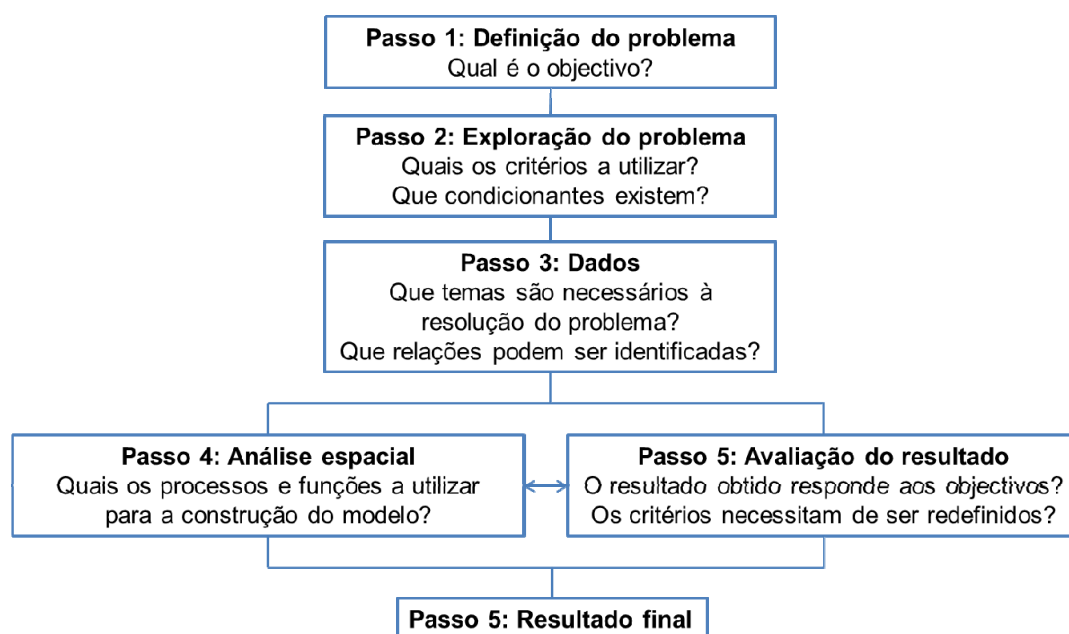 Passo 1: Definição do problema
Qual é o objectivo?
Passo 2: Exploração do problema
Quais os critérios a utilizar?
Que condicionantes existem?
Passo 3: Dados
Que temas são necessários à
resolução do problema?
Que relações podem ser identificadas?
Passo 4: Análise espacial
Quais os processos e funções a utilizar
para a construção do modelo?
Passo 5: Avaliação do resultado
O resultado obtido responde aos objectivos?
Os critérios necessitam de ser redefinidos?
Passo 5: Resultado final